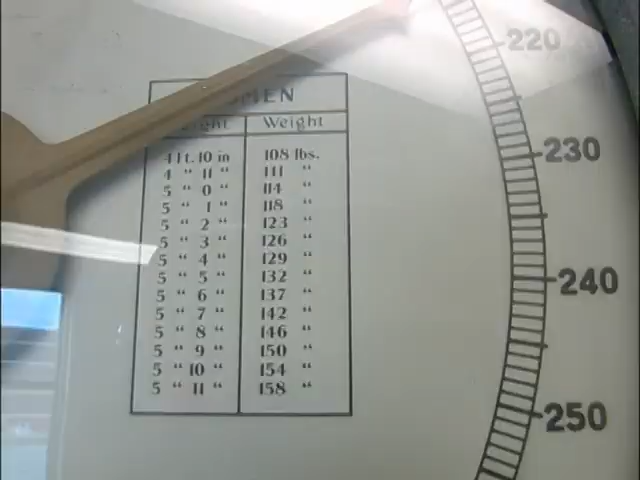 220
MEN
Weight
4 ft. 10 in 108 lbs.
4 " 11 " 111 "
5 " 0 " 114 "
5 " 1 " 118 "
5 " 2 " 123 "
5 " 3 " 126 "
5 " 4 " 129 "
5 " 5 " 132 "
5 " 6 " 137 "
5 " 7 " 142 "
5 " 8 " 146 "
5 " 9 " 150 "
5 " 10 " 154 "
5 " 11 " 158 "
230
240
250